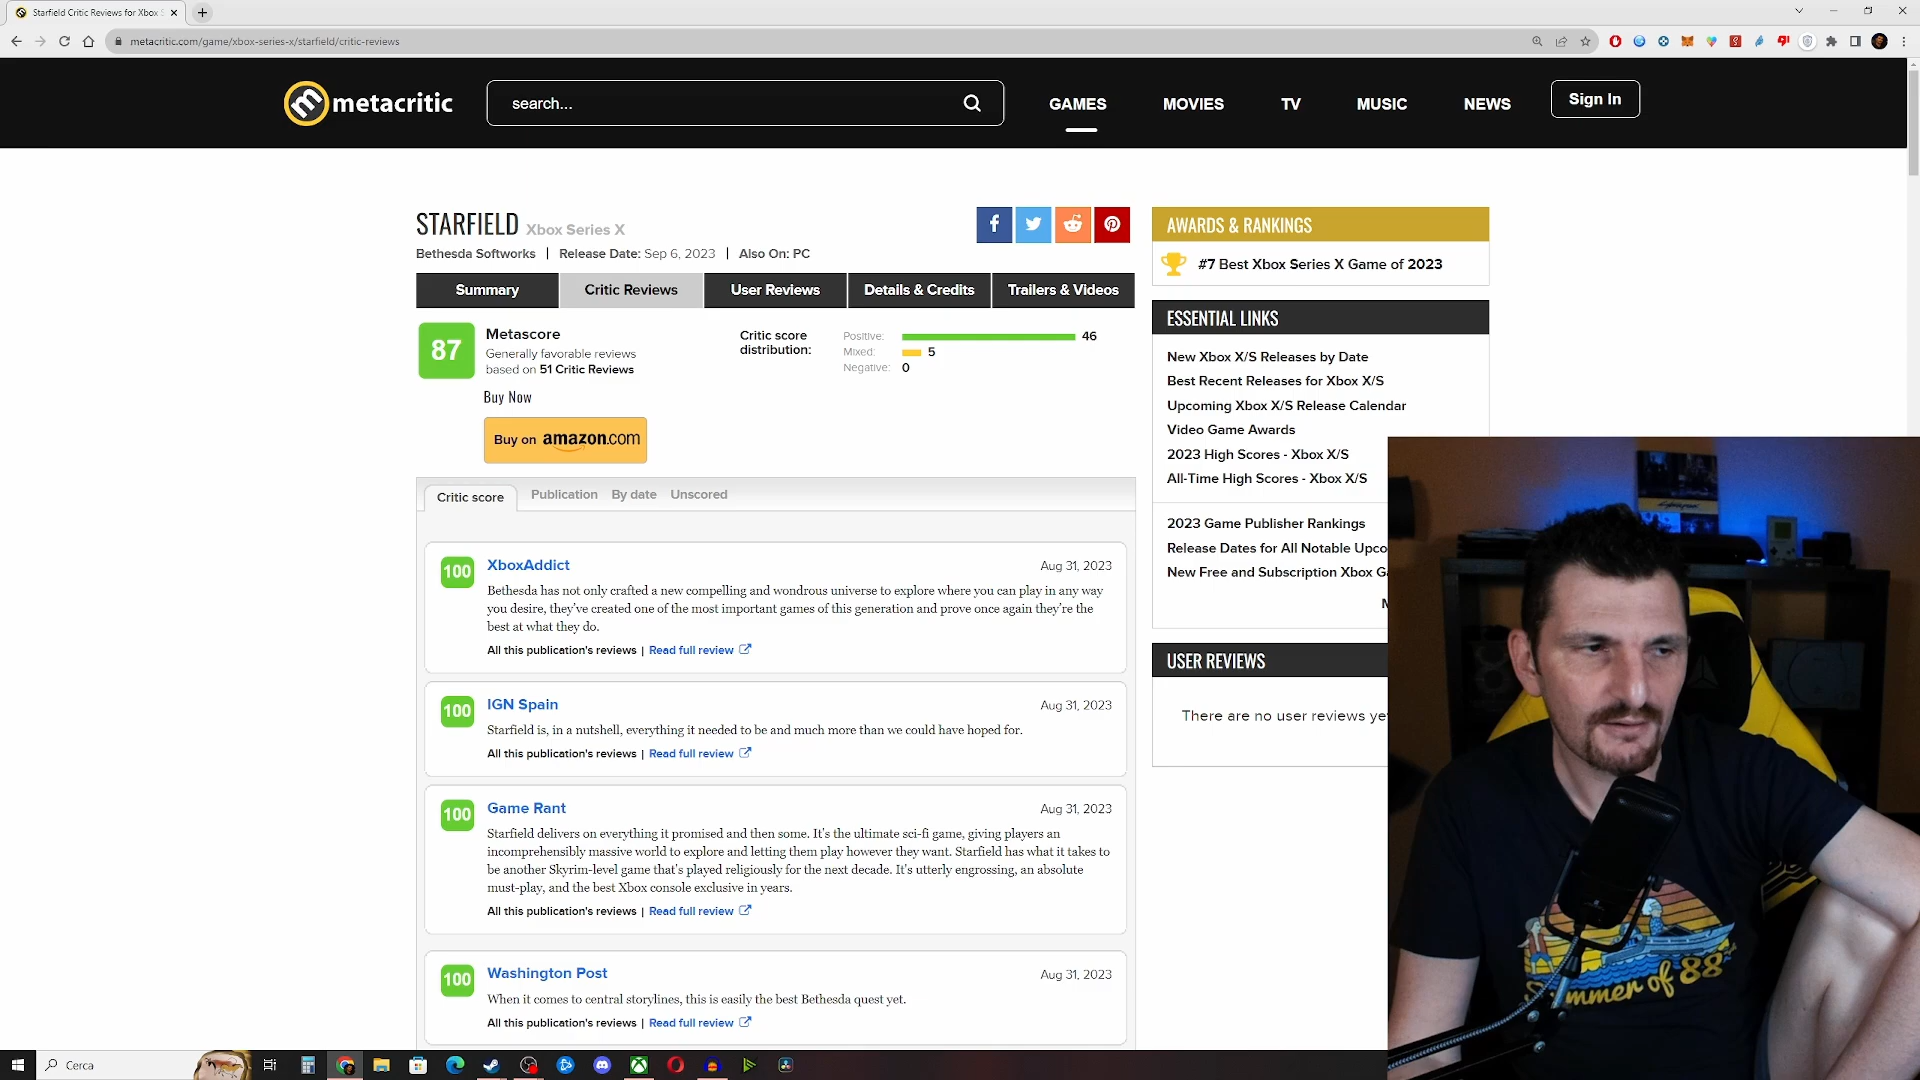 Starfield Critic Reviews for Xbox S
metacritic.com/game/xbox-series-x/starfield/critic-reviews
metacritic
search...
GAMES
MOVIES
TV
MUSIC
NEWS
Sign In
STARFIELD Xbox Series X
Bethesda Softworks | Release Date: Sep 6, 2023 | Also On: PC
Summary
Critic Reviews
User Reviews
Details & Credits
Trailers & Videos
87
Metascore
Generally favorable reviews
based on 51 Critic Reviews
Critic score
distribution:
Positive: 46
Mixed: 5
Negative: 0
Buy Now
Buy on amazon.com
Critic score
Publication
By date
Unscored
100
XboxAddict
Aug 31, 2023
Bethesda has not only crafted a new compelling and wondrous universe to explore where you can play in any way
you desire, they've created one of the most important games of this generation and prove once again they're the
best at what they do.
All this publication's reviews | Read full review
100
IGN Spain
Aug 31, 2023
Starfield is, in a nutshell, everything it needed to be and much more than we could have hoped for.
All this publication's reviews | Read full review
100
Game Rant
Aug 31, 2023
Starfield delivers on everything it promised and then some. It's the ultimate sci-fi game, giving players an
incomprehensibly massive world to explore and letting them play however they want. Starfield has what it takes to
be another Skyrim-level game that's played religiously for the next decade. It's utterly engrossing, an absolute
must-play, and the best Xbox console exclusive in years.
All this publication's reviews | Read full review
100
Washington Post
Aug 31, 2023
When it comes to central storylines, this is easily the best Bethesda quest yet.
All this publication's reviews | Read full review
AWARDS & RANKINGS
#7 Best Xbox Series X Game of 2023
ESSENTIAL LINKS
New Xbox X/S Releases by Date
Best Recent Releases for Xbox X/S
Upcoming Xbox X/S Release Calendar
Video Game Awards
2023 High Scores - Xbox X/S
All-Time High Scores - Xbox X/S
2023 Game Publisher Rankings
Release Dates for All Notable Upco
New Free and Subscription Xbox Ga
USER REVIEWS
There are no user reviews ye
Summer of 88
Cerca